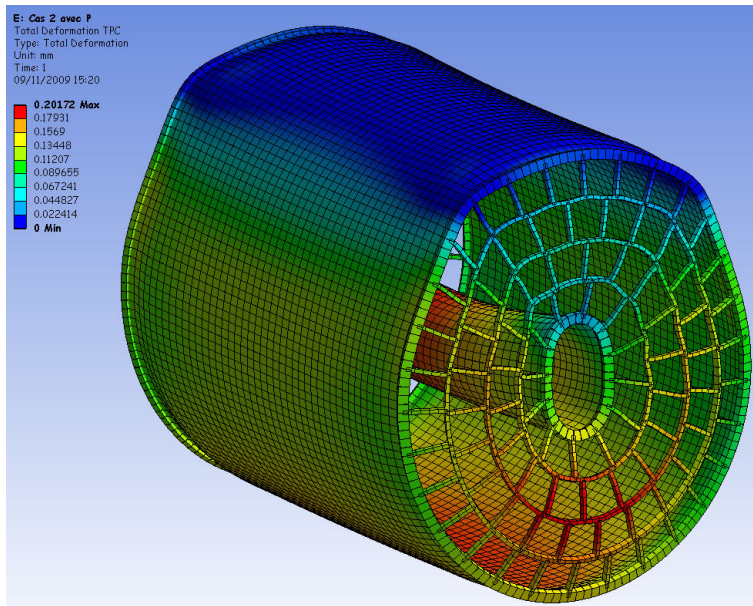 E: Cas 2 avec P
Total Deformation TPC
Type: Total Deformation
Unit: mm
Time: 1
09/11/2009 15:20
0.20172 Max
0.17931
0.1569
0.13448
0.11207
0.089655
0.067241
0.044827
0.022414
0 Min